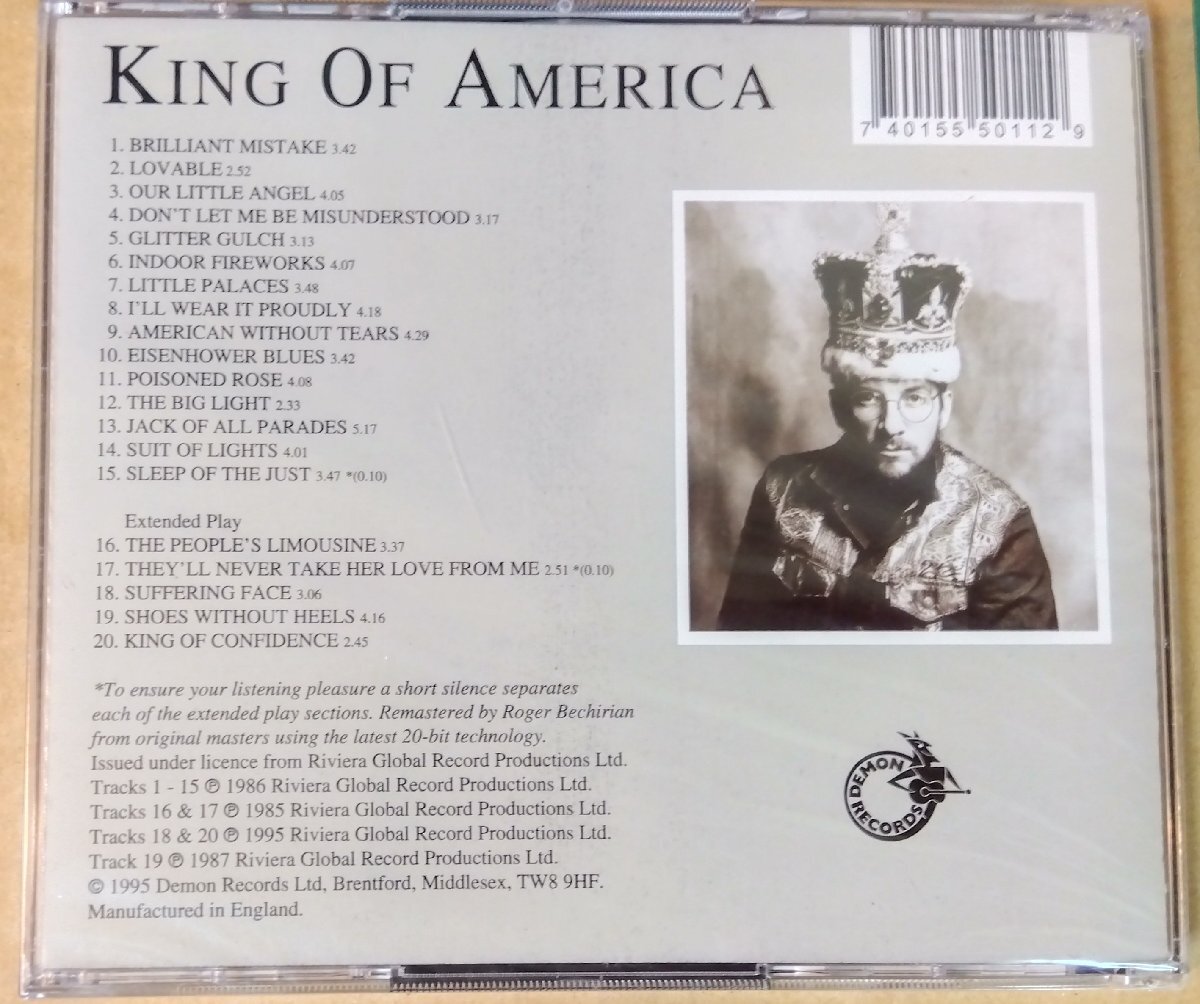 KING OF AMERICA
7 40155 50112 9
1. BRILLIANT MISTAKE 3.42
2. LOVABLE 2.52
3. OUR LITTLE ANGEL 4.05
4. DON'T LET ME BE MISUNDERSTOOD 3.17
5. GLITTER GULCH 3.13
6. INDOOR FIREWORKS 4.07
7. LITTLE PALACES 3.48
8. I'LL WEAR IT PROUDLY 4.18
9. AMERICAN WITHOUT TEARS 4.29
10. EISENHOWER BLUES 3.42
11. POISONED ROSE 4.08
12. THE BIG LIGHT 2.33
13. JACK OF ALL PARADES 5.17
14. SUIT OF LIGHTS 4.01
15. SLEEP OF THE JUST 3.47 *(0.10)
Extended Play
16. THE PEOPLE'S LIMOUSINE 3.37
17. THEY'LL NEVER TAKE HER LOVE FROM ME 2.51 *(0.10)
18. SUFFERING FACE 3.06
19. SHOES WITHOUT HEELS 4.16
20. KING OF CONFIDENCE 2.45
*To ensure your listening pleasure a short silence separates
each of the extended play sections. Remastered by Roger Bechirian
from original masters using the latest 20-bit technology.
Issued under licence from Riviera Global Record Productions Ltd.
Tracks 1 - 15 ℗ 1986 Riviera Global Record Productions Ltd.
Tracks 16 & 17 ℗ 1985 Riviera Global Record Productions Ltd.
Tracks 18 & 20 ℗ 1995 Riviera Global Record Productions Ltd.
Track 19 ℗ 1987 Riviera Global Record Productions Ltd.
© 1995 Demon Records Ltd, Brentford, Middlesex, TW8 9HF.
Manufactured in England.
DEMON
RECORDS